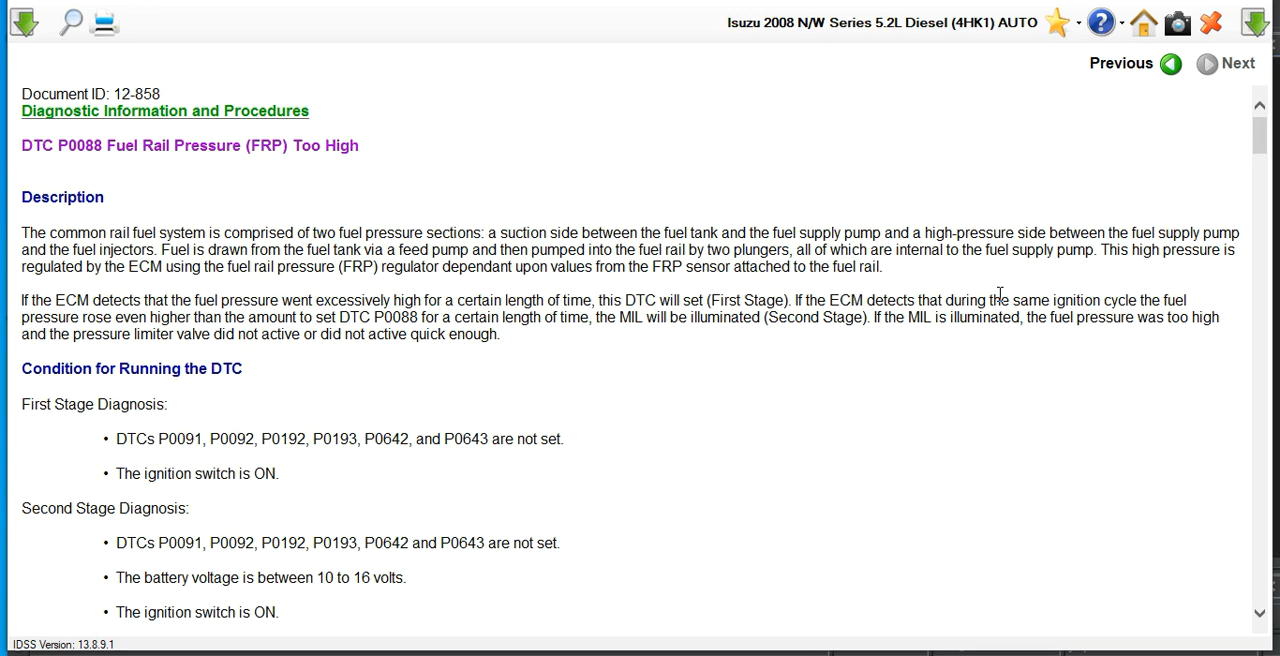 Isuzu 2008 N/W Series 5.2L Diesel (4HK1) AUTO
Previous Next
Document ID: 12-858
Diagnostic Information and Procedures
DTC P0088 Fuel Rail Pressure (FRP) Too High
Description
The common rail fuel system is comprised of two fuel pressure sections: a suction side between the fuel tank and the fuel supply pump and a high-pressure side between the fuel supply pump
and the fuel injectors. Fuel is drawn from the fuel tank via a feed pump and then pumped into the fuel rail by two plungers, all of which are internal to the fuel supply pump. This high pressure is
regulated by the ECM using the fuel rail pressure (FRP) regulator dependant upon values from the FRP sensor attached to the fuel rail.
If the ECM detects that the fuel pressure went excessively high for a certain length of time, this DTC will set (First Stage). If the ECM detects that during the same ignition cycle the fuel
pressure rose even higher than the amount to set DTC P0088 for a certain length of time, the MIL will be illuminated (Second Stage). If the MIL is illuminated, the fuel pressure was too high
and the pressure limiter valve did not active or did not active quick enough.
Condition for Running the DTC
First Stage Diagnosis:
• DTCs P0091, P0092, P0192, P0193, P0642, and P0643 are not set.
• The ignition switch is ON.
Second Stage Diagnosis:
• DTCs P0091, P0092, P0192, P0193, P0642 and P0643 are not set.
• The battery voltage is between 10 to 16 volts.
• The ignition switch is ON.
IDSS Version: 13.8.9.1